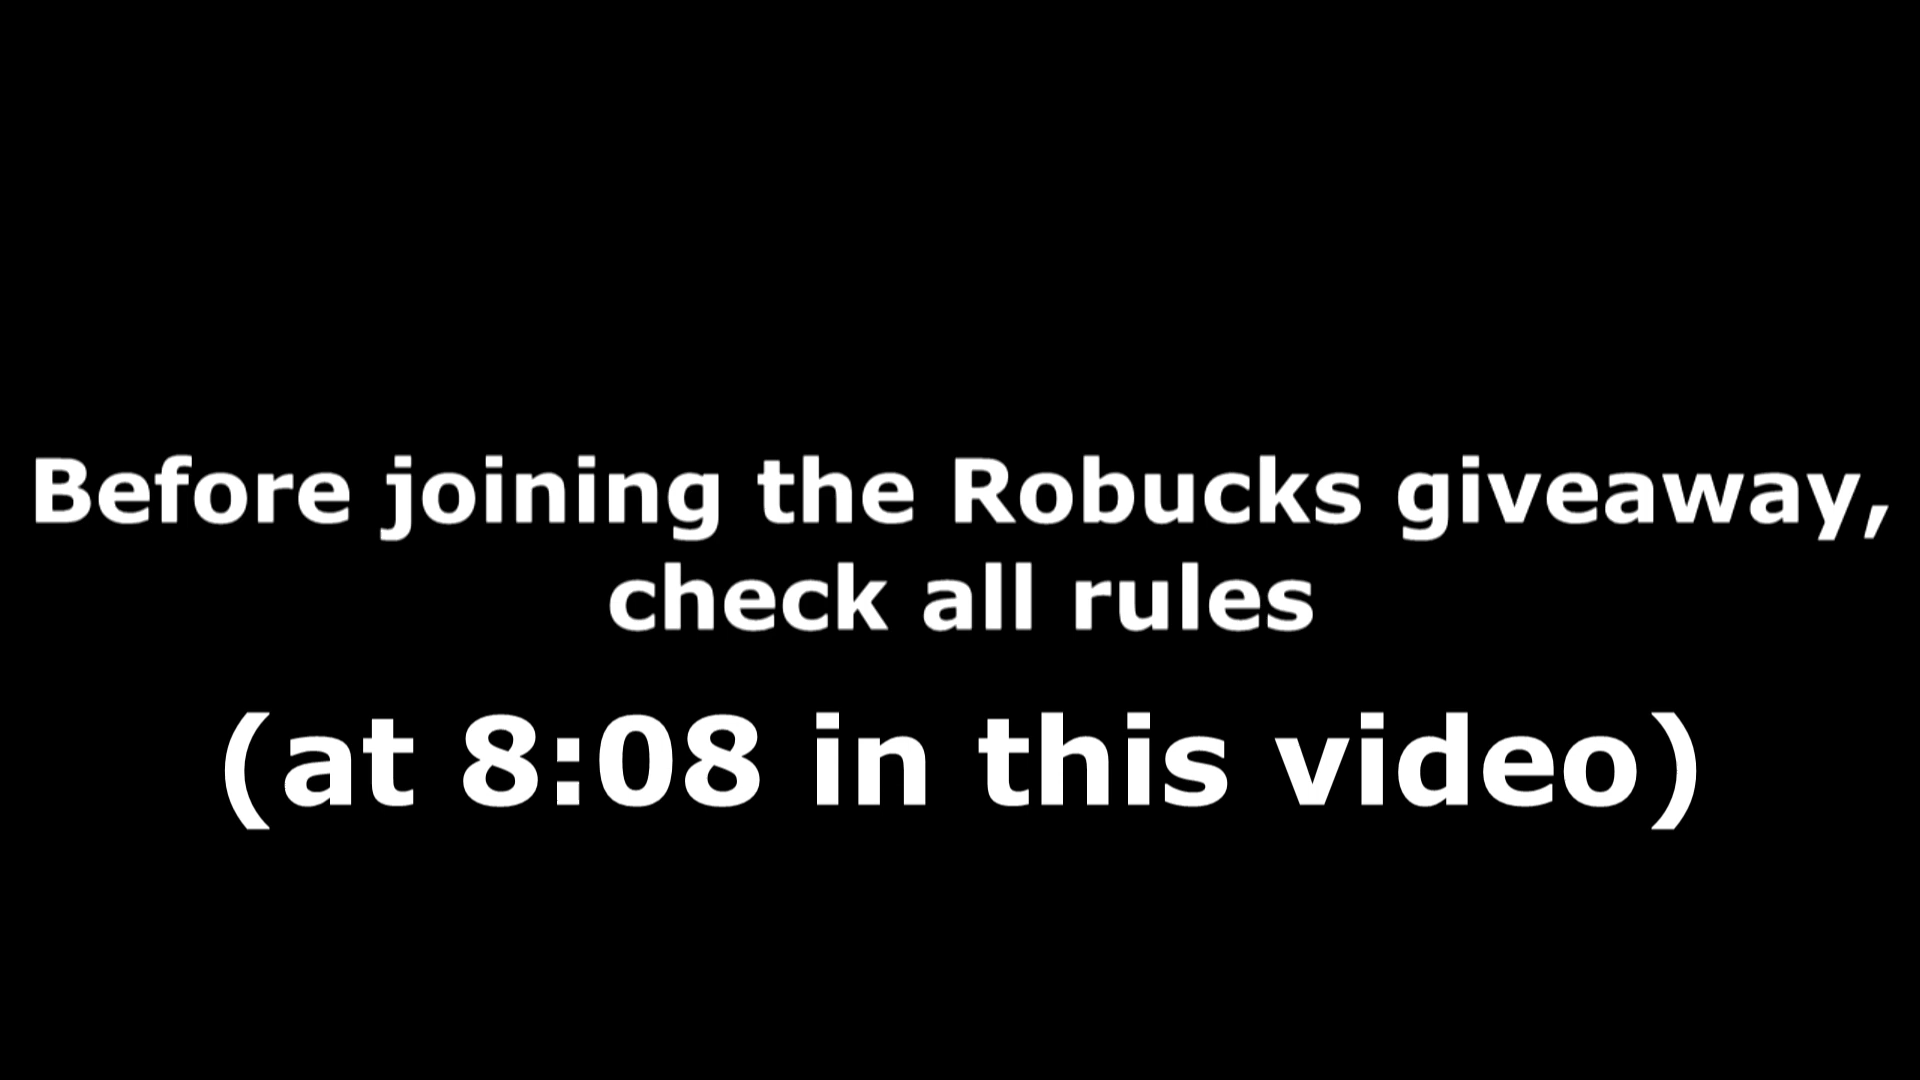 Before joining the Robucks giveaway,
check all rules
(at 8:08 in this video)